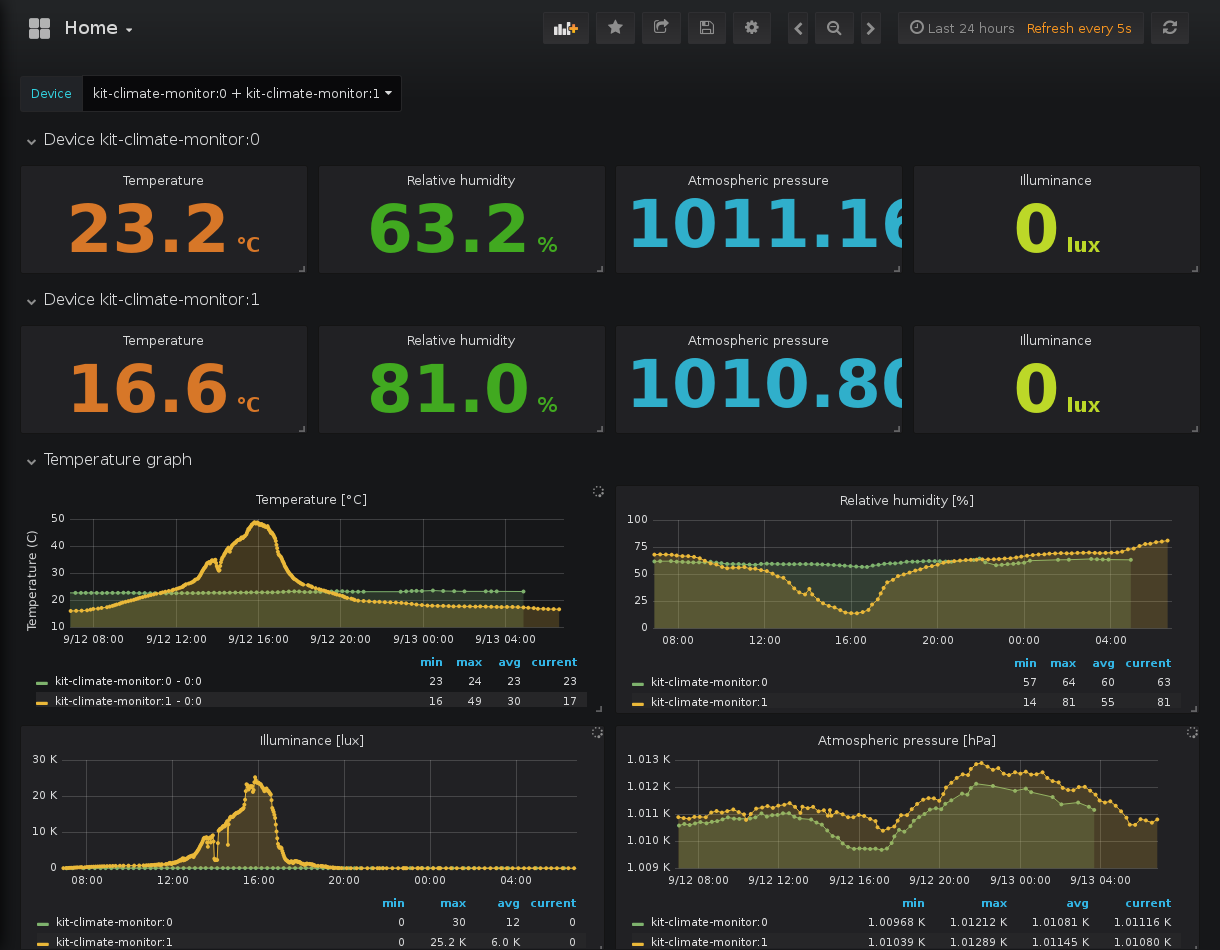 Home
Last 24 hours Refresh every 5s
Device kit-climate-monitor:0 + kit-climate-monitor:1
Device kit-climate-monitor:0
Temperature Relative humidity Atmospheric pressure Illuminance
23.2 °C 63.2 % 1011.16 0 lux
Device kit-climate-monitor:1
Temperature Relative humidity Atmospheric pressure Illuminance
16.6 °C 81.0 % 1010.80 0 lux
Temperature graph
Temperature [°C]
Temperature (C)
50
40
30
20
10
9/12 08:00 9/12 12:00 9/12 16:00 9/12 20:00 9/13 00:00 9/13 04:00
min max avg current
kit-climate-monitor:0 - 0:0 23 24 23 23
kit-climate-monitor:1 - 0:0 16 49 30 17
Relative humidity [%]
100
75
50
25
0
08:00 12:00 16:00 20:00 00:00 04:00
min max avg current
kit-climate-monitor:0 57 64 60 63
kit-climate-monitor:1 14 81 55 81
Illuminance [lux]
30 K
20 K
10 K
0
08:00 12:00 16:00 20:00 00:00 04:00
min max avg current
kit-climate-monitor:0 0 30 12 0
kit-climate-monitor:1 0 25.2 K 6.0 K 0
Atmospheric pressure [hPa]
1.013 K
1.012 K
1.011 K
1.010 K
1.009 K
9/12 08:00 9/12 12:00 9/12 16:00 9/12 20:00 9/13 00:00 9/13 04:00
min max avg current
kit-climate-monitor:0 1.00968 K 1.01212 K 1.01081 K 1.01116 K
kit-climate-monitor:1 1.01039 K 1.01289 K 1.01145 K 1.01080 K